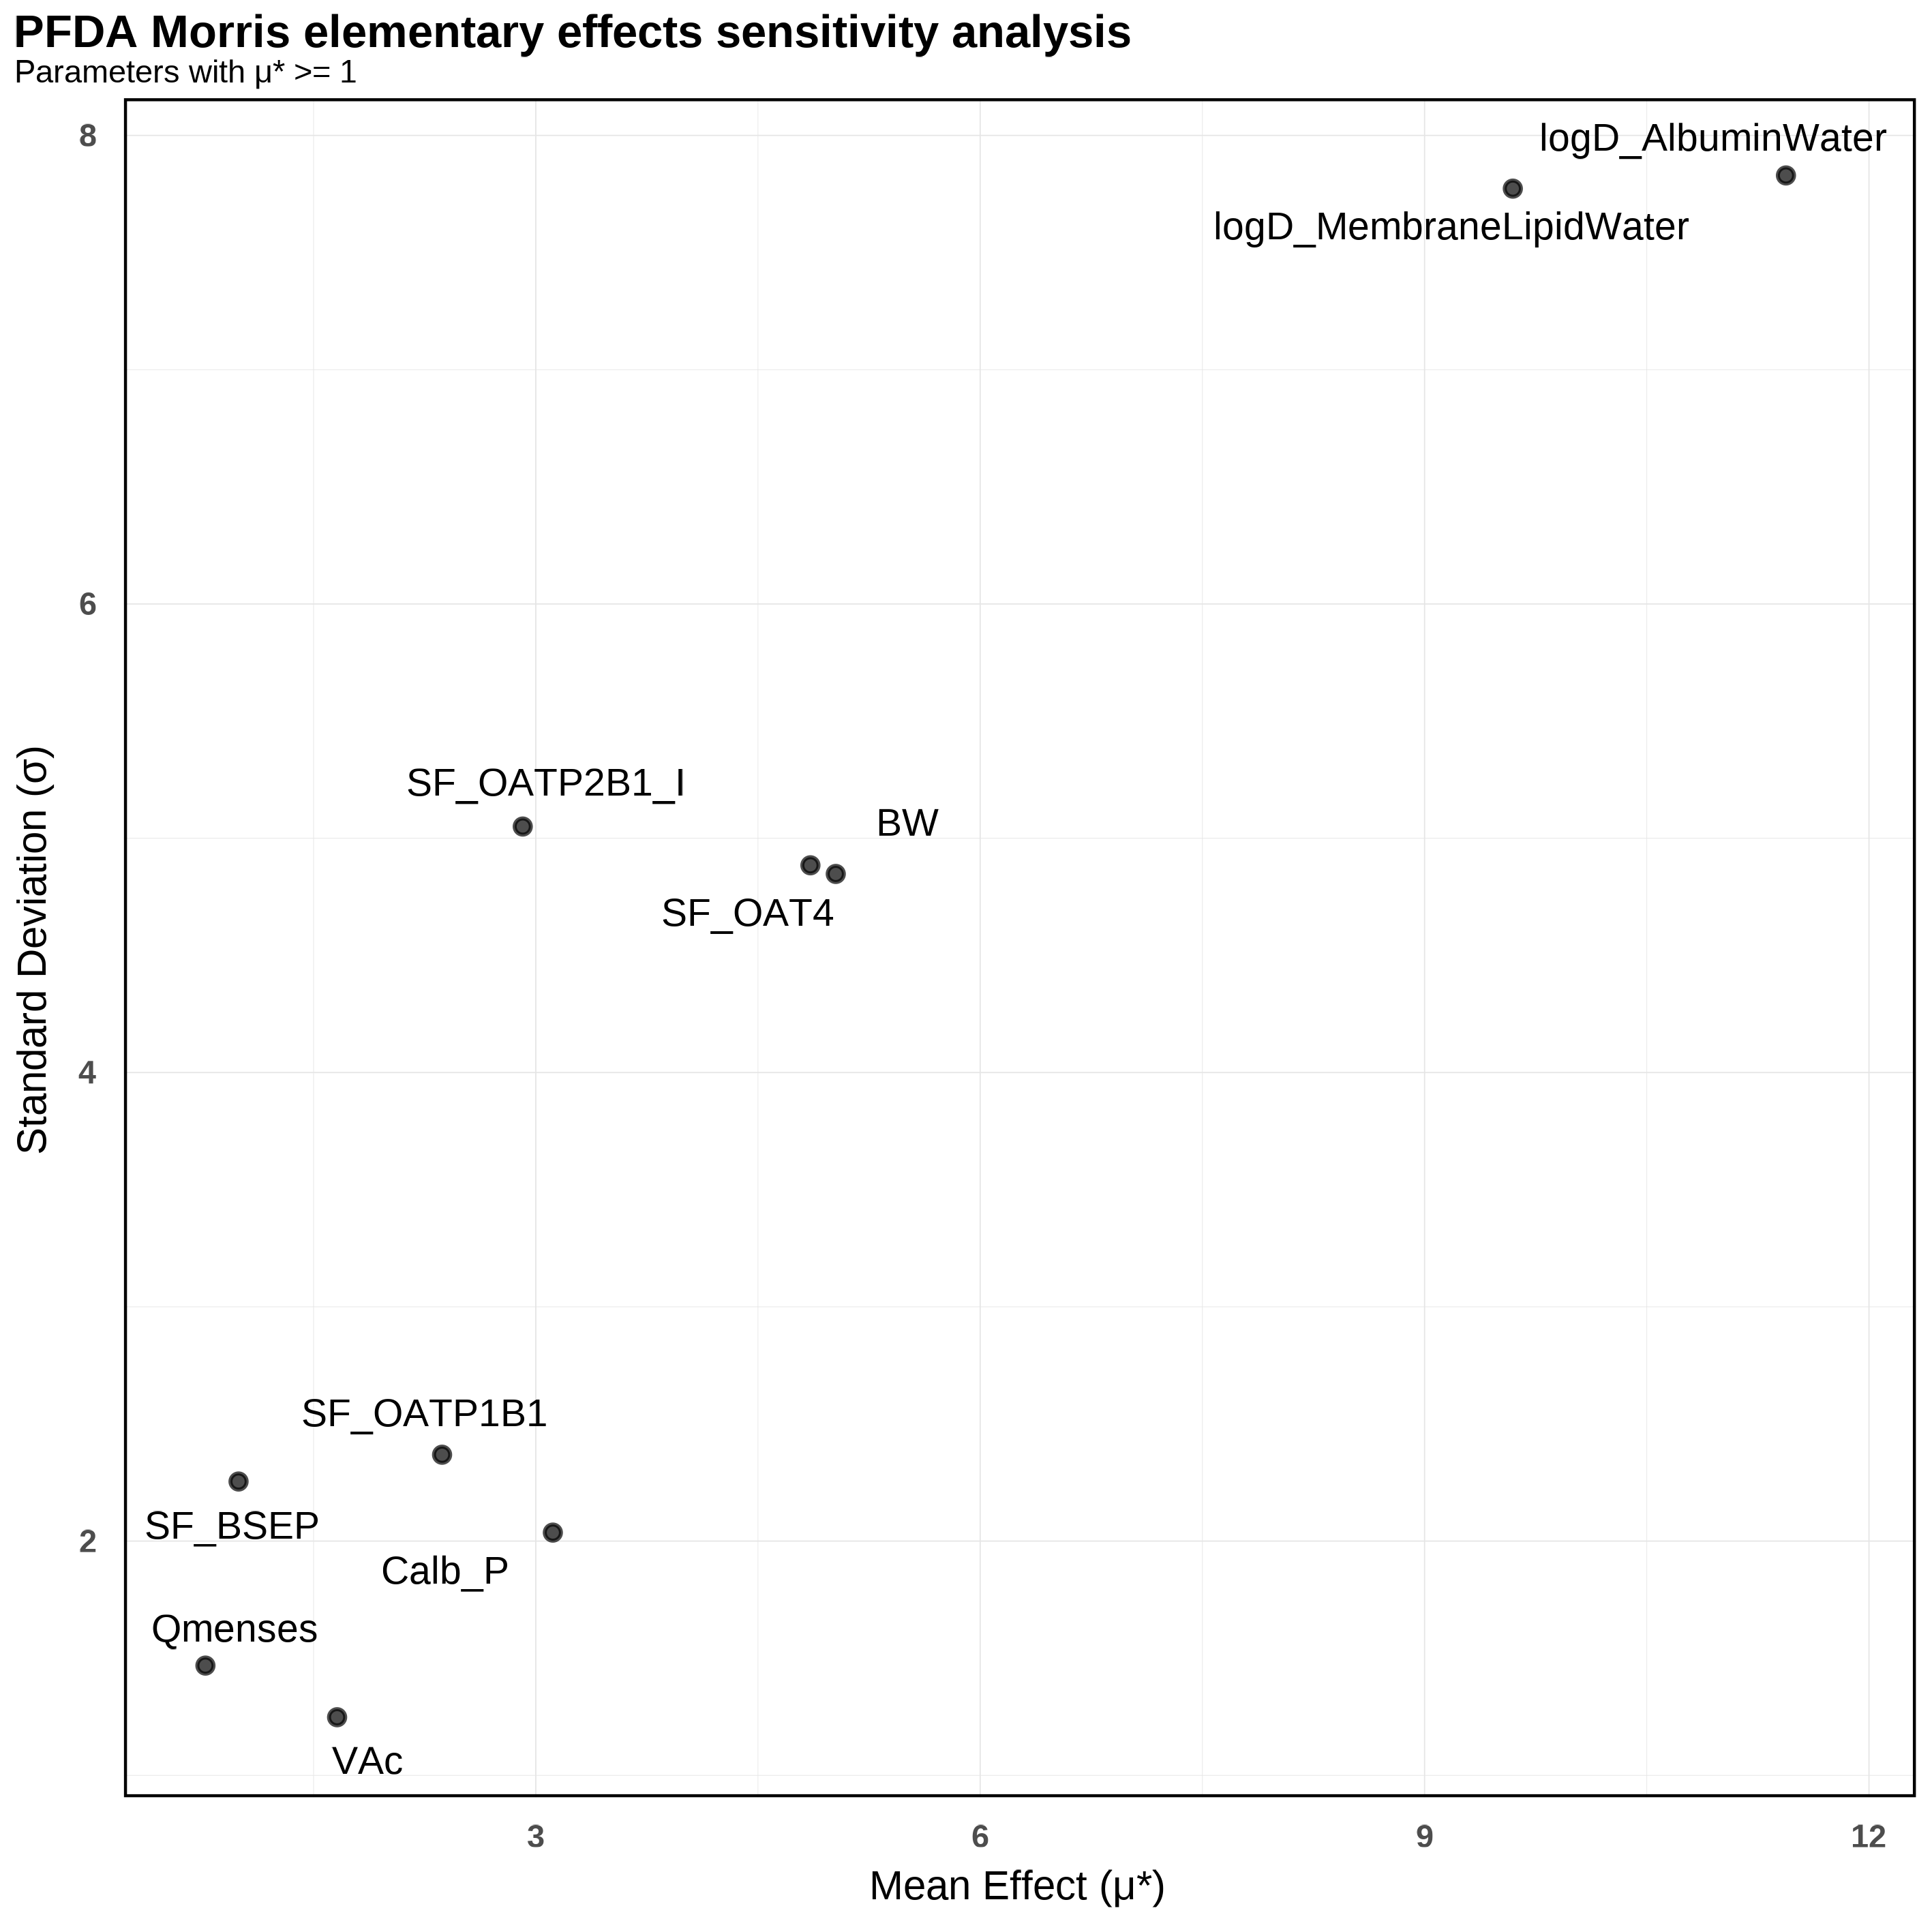 PFDA Morris elementary effects sensitivity analysis
Parameters with μ* >= 1
8
logD_AlbuminWater
logD_MembraneLipidWater
6
SF_OATP2B1_I
BW
SF_OAT4
Standard Deviation (σ)
4
SF_OATP1B1
SF_BSEP
2
Calb_P
Qmenses
VAc
3
6
9
12
Mean Effect (μ*)